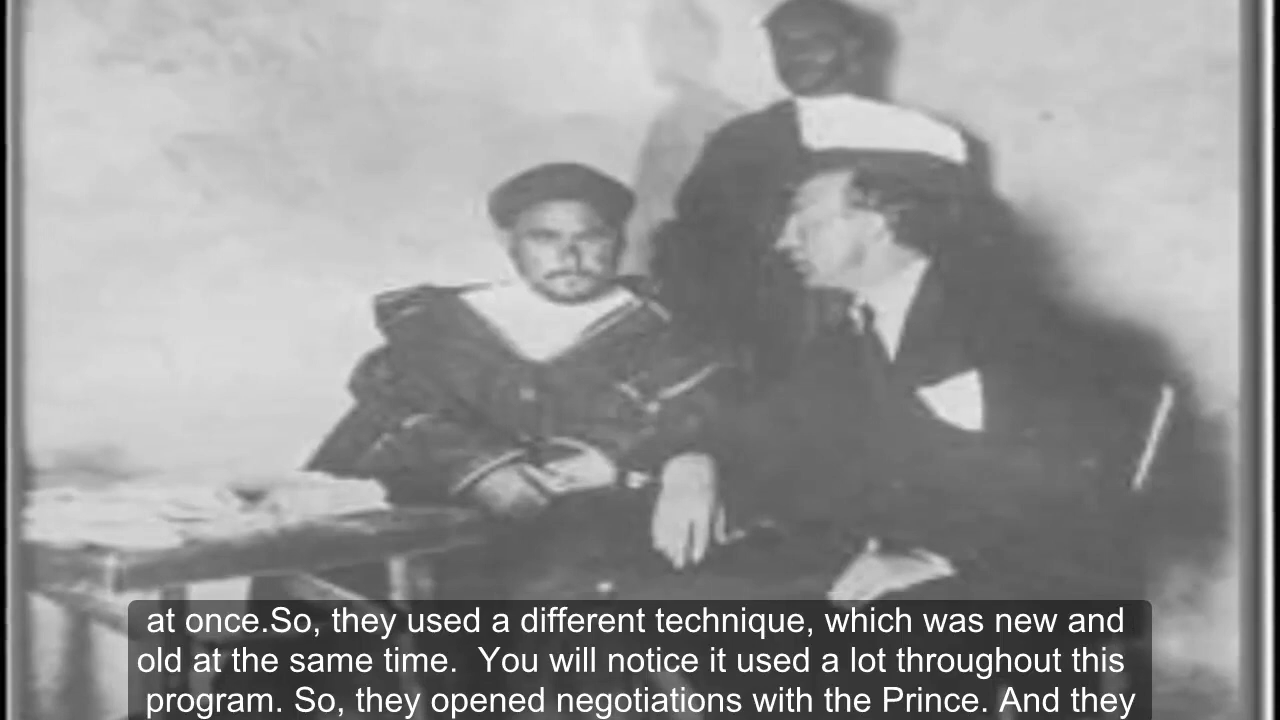 at once.So, they used a different technique, which was new and
old at the same time.  You will notice it used a lot throughout this
program. So, they opened negotiations with the Prince. And they